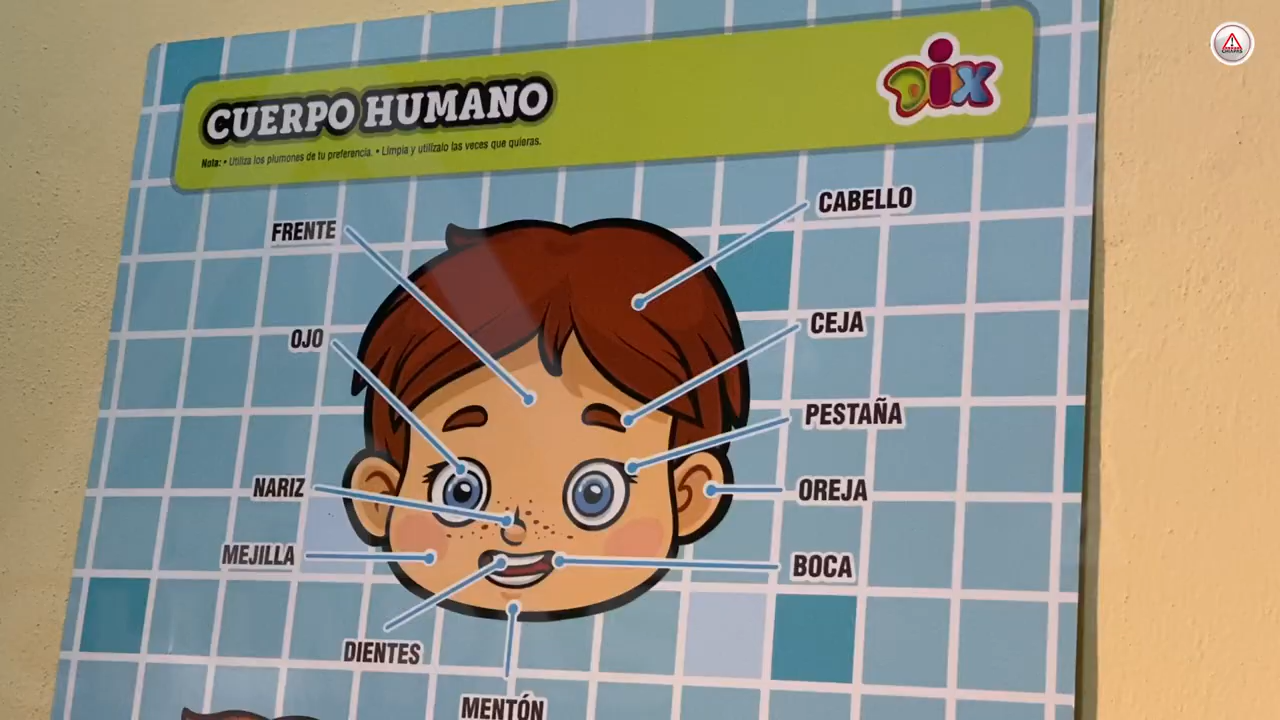 CUERPO HUMANO
Nota: • Utiliza los plumones de tu preferencia. • Limpia y utilízalo las veces que quieras.
DIX
FRENTE
CABELLO
OJO
CEJA
PESTAÑA
NARIZ
OREJA
MEJILLA
BOCA
DIENTES
MENTÓN